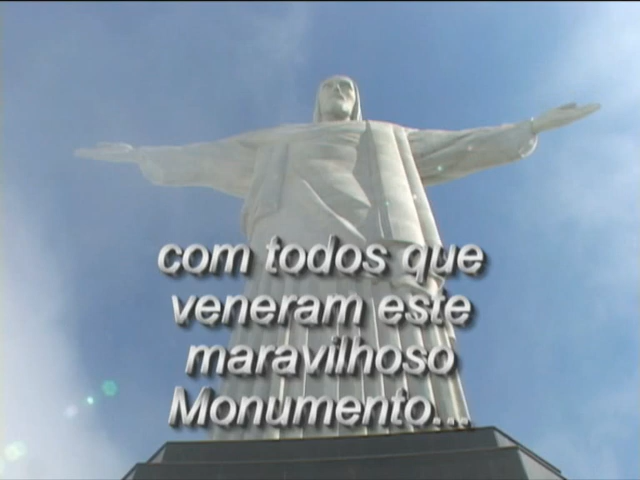 com todos que
veneram este
maravilhoso
Monumento...